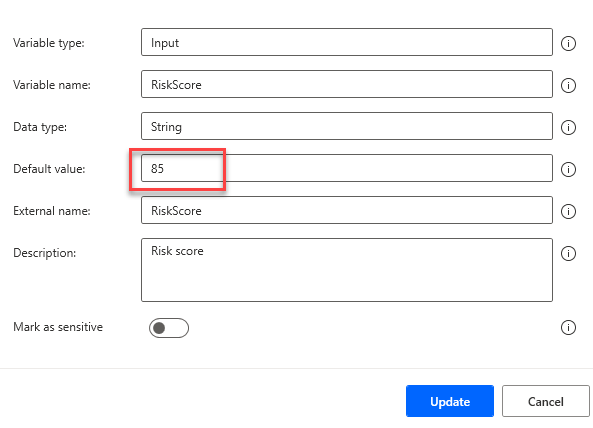 Variable type: Input
Variable name: RiskScore
Data type: String
Default value: 85
External name: RiskScore
Description: Risk score
Mark as sensitive
Update Cancel